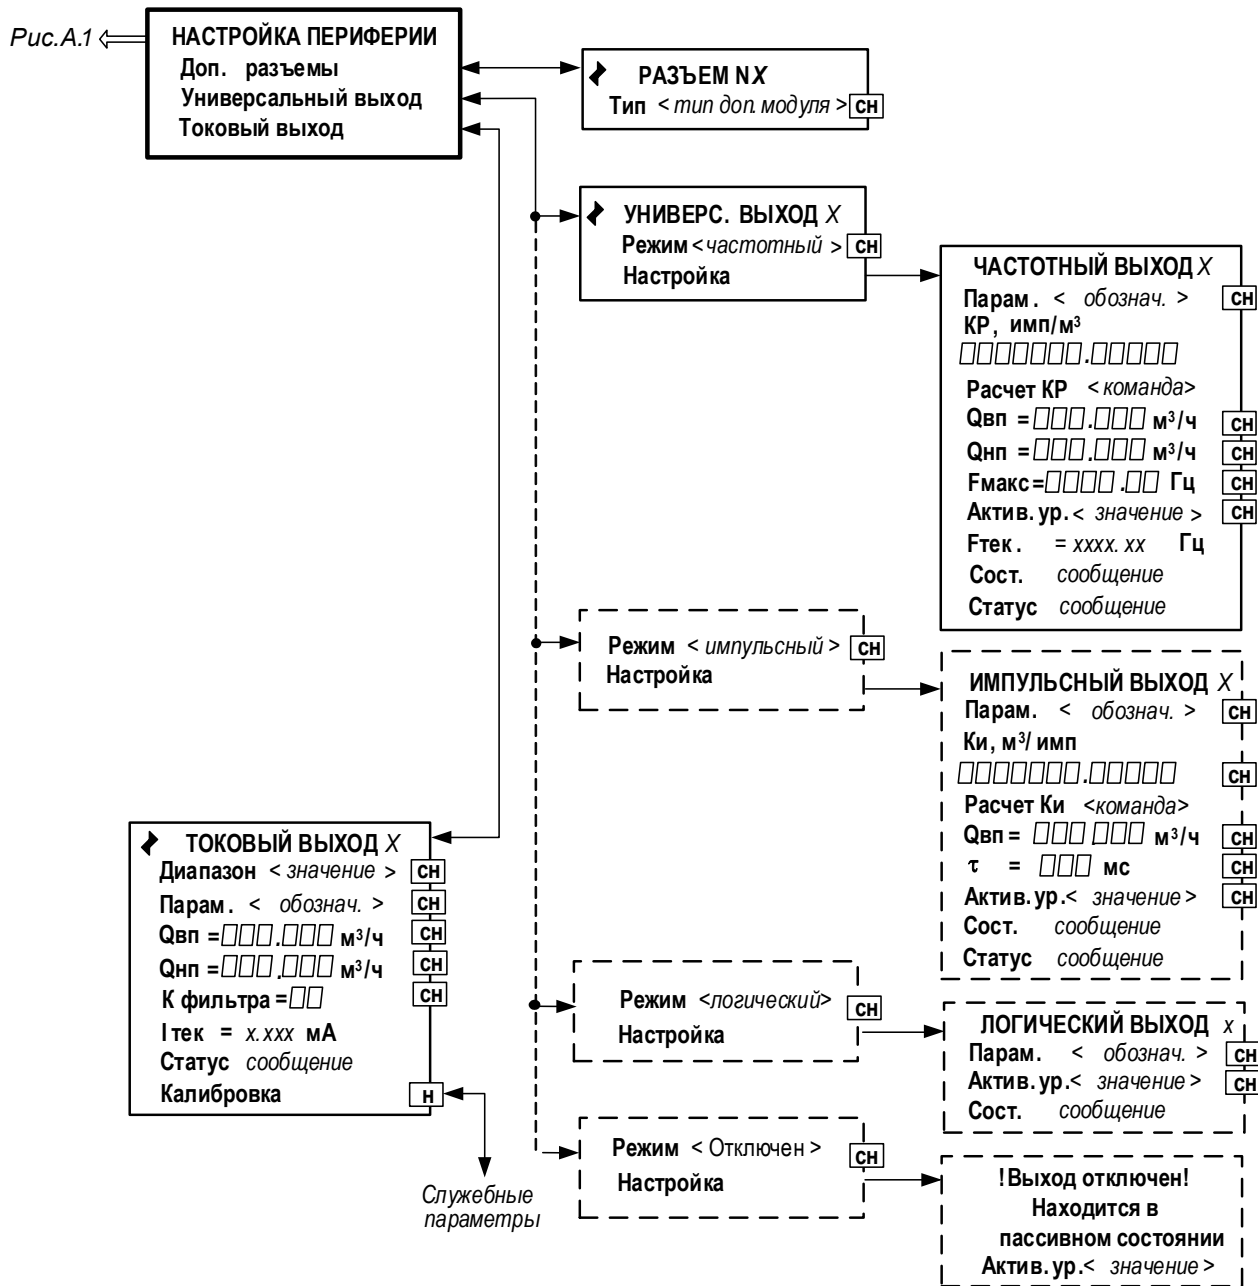 Рис.А.1
НАСТРОЙКА ПЕРИФЕРИИ
Доп. разъемы
Универсальный выход
Токовый выход
РАЗЪЕМ NX
Тип < тип доп. модуля > СН
УНИВЕРС. ВЫХОД X
Режим <частотный > СН
Настройка
ЧАСТОТНЫЙ ВЫХОД X
Парам. < обознач. > СН
КР, имп/м³
□□□□□□□.□□□□□
Расчет КР <команда>
Qвп =□□□.□□□ м³/ч СН
Qнп =□□□.□□□ м³/ч СН
Fмакс=□□□□.□□ Гц СН
Актив. ур.< значение > СН
Fтек. = xxxx. xx Гц
Сост. сообщение
Статус сообщение
Режим < импульсный > СН
Настройка
ИМПУЛЬСНЫЙ ВЫХОД X
Парам. < обознач. > СН
Ки, м³/ имп
□□□□□□□.□□□□□ СН
Расчет Ки <команда>
Qвп = □□□.□□□ м³/ч СН
τ = □□□ мс СН
Актив. ур.< значение > СН
Сост. сообщение
Статус сообщение
ТОКОВЫЙ ВЫХОД X
Диапазон < значение > СН
Парам. < обознач. > СН
Qвп =□□□.□□□ м³/ч СН
Qнп =□□□.□□□ м³/ч СН
К фильтра =□□ СН
I тек = x.xxx мА
Статус сообщение
Калибровка Н
Служебные
параметры
Режим <логический> СН
Настройка
ЛОГИЧЕСКИЙ ВЫХОД x
Парам. < обознач. > СН
Актив. ур.< значение > СН
Сост. сообщение
Режим < Отключен > СН
Настройка
!Выход отключен!
Находится в
пассивном состоянии
Актив. ур.< значение >